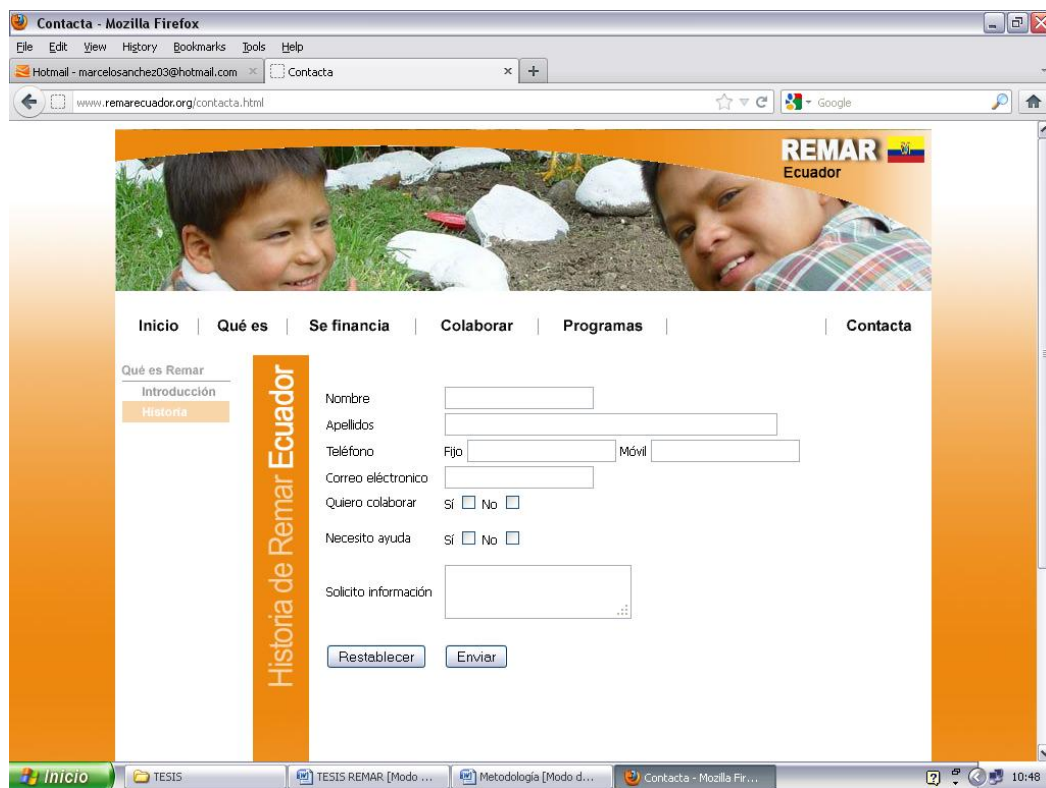 Contacta - Mozilla Firefox
File Edit View History Bookmarks Tools Help
Hotmail - marcelosanchez03@hotmail.com × Contacta × +
www.remarecuador.org/contacta.html Google
REMAR
Ecuador
Inicio | Qué es | Se financia | Colaborar | Programas | | Contacta
Qué es Remar
Introducción
Historia
Historia de Remar Ecuador
Nombre
Apellidos
Teléfono Fijo Móvil
Correo eléctronico
Quiero colaborar Sí No
Necesito ayuda Sí No
Solicito información
Restablecer Enviar
Inicio TESIS TESIS REMAR [Modo ... Metodología [Modo d... Contacta - Mozilla Fir... 10:48